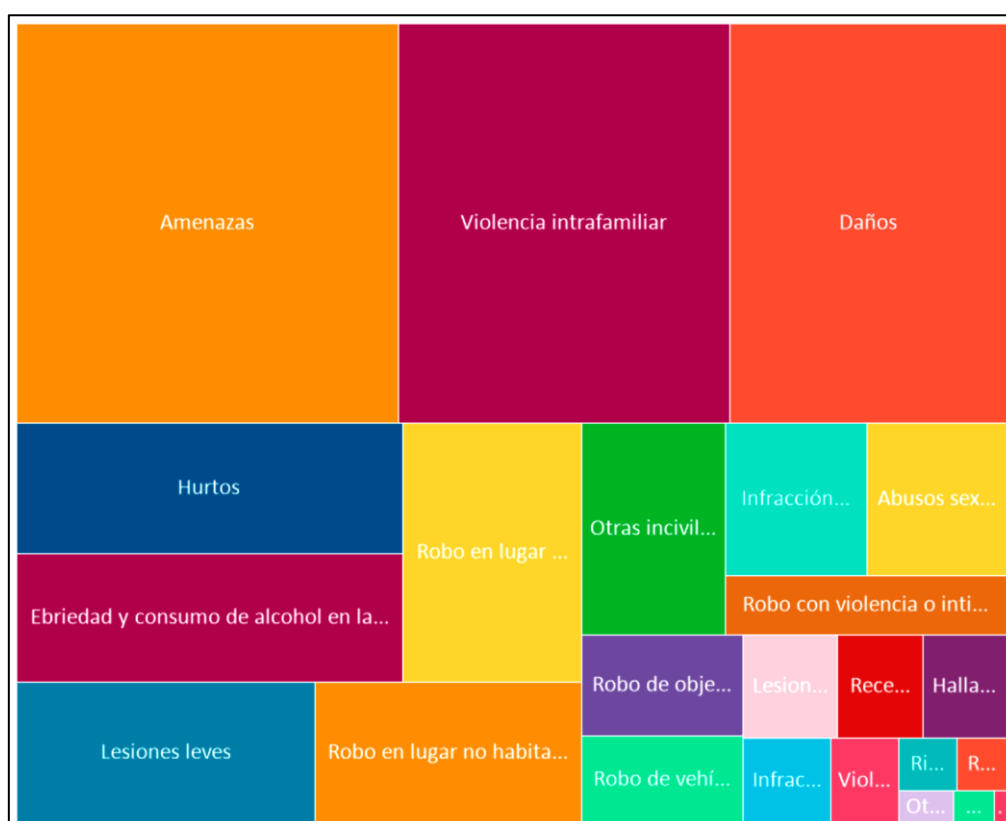 Amenazas
Violencia intrafamiliar
Daños
Hurtos
Ebriedad y consumo de alcohol en la...
Robo en lugar ...
Otras incivil...
Infracción...
Abusos sex...
Robo con violencia o inti...
Lesiones leves
Robo en lugar no habita...
Robo de obje...
Lesion...
Rece...
Halla...
Robo de vehí...
Infrac...
Viol...
Ri...
R...
Ot...
...
.